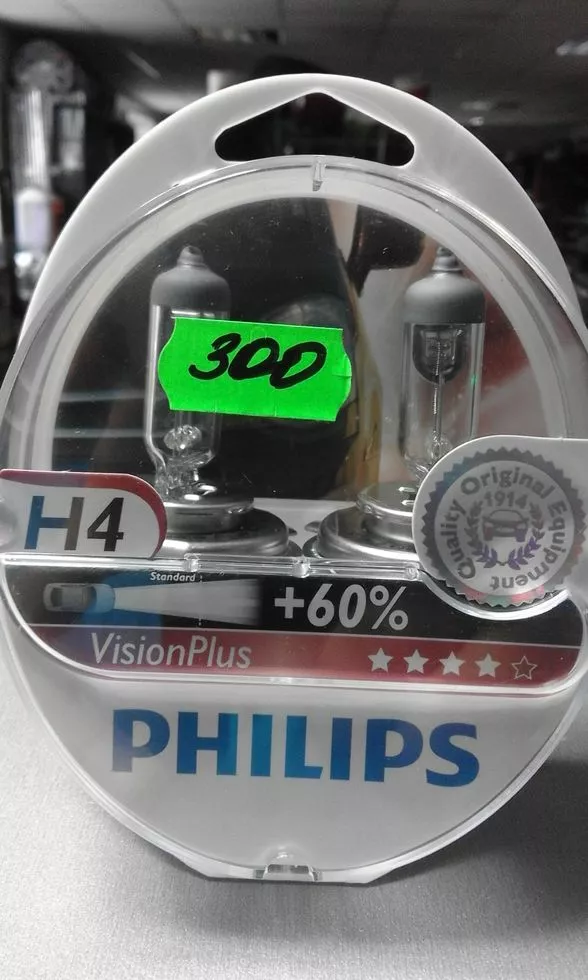 300
H4
Quality Original Equipment
1914
Standard
+60%
VisionPlus
PHILIPS